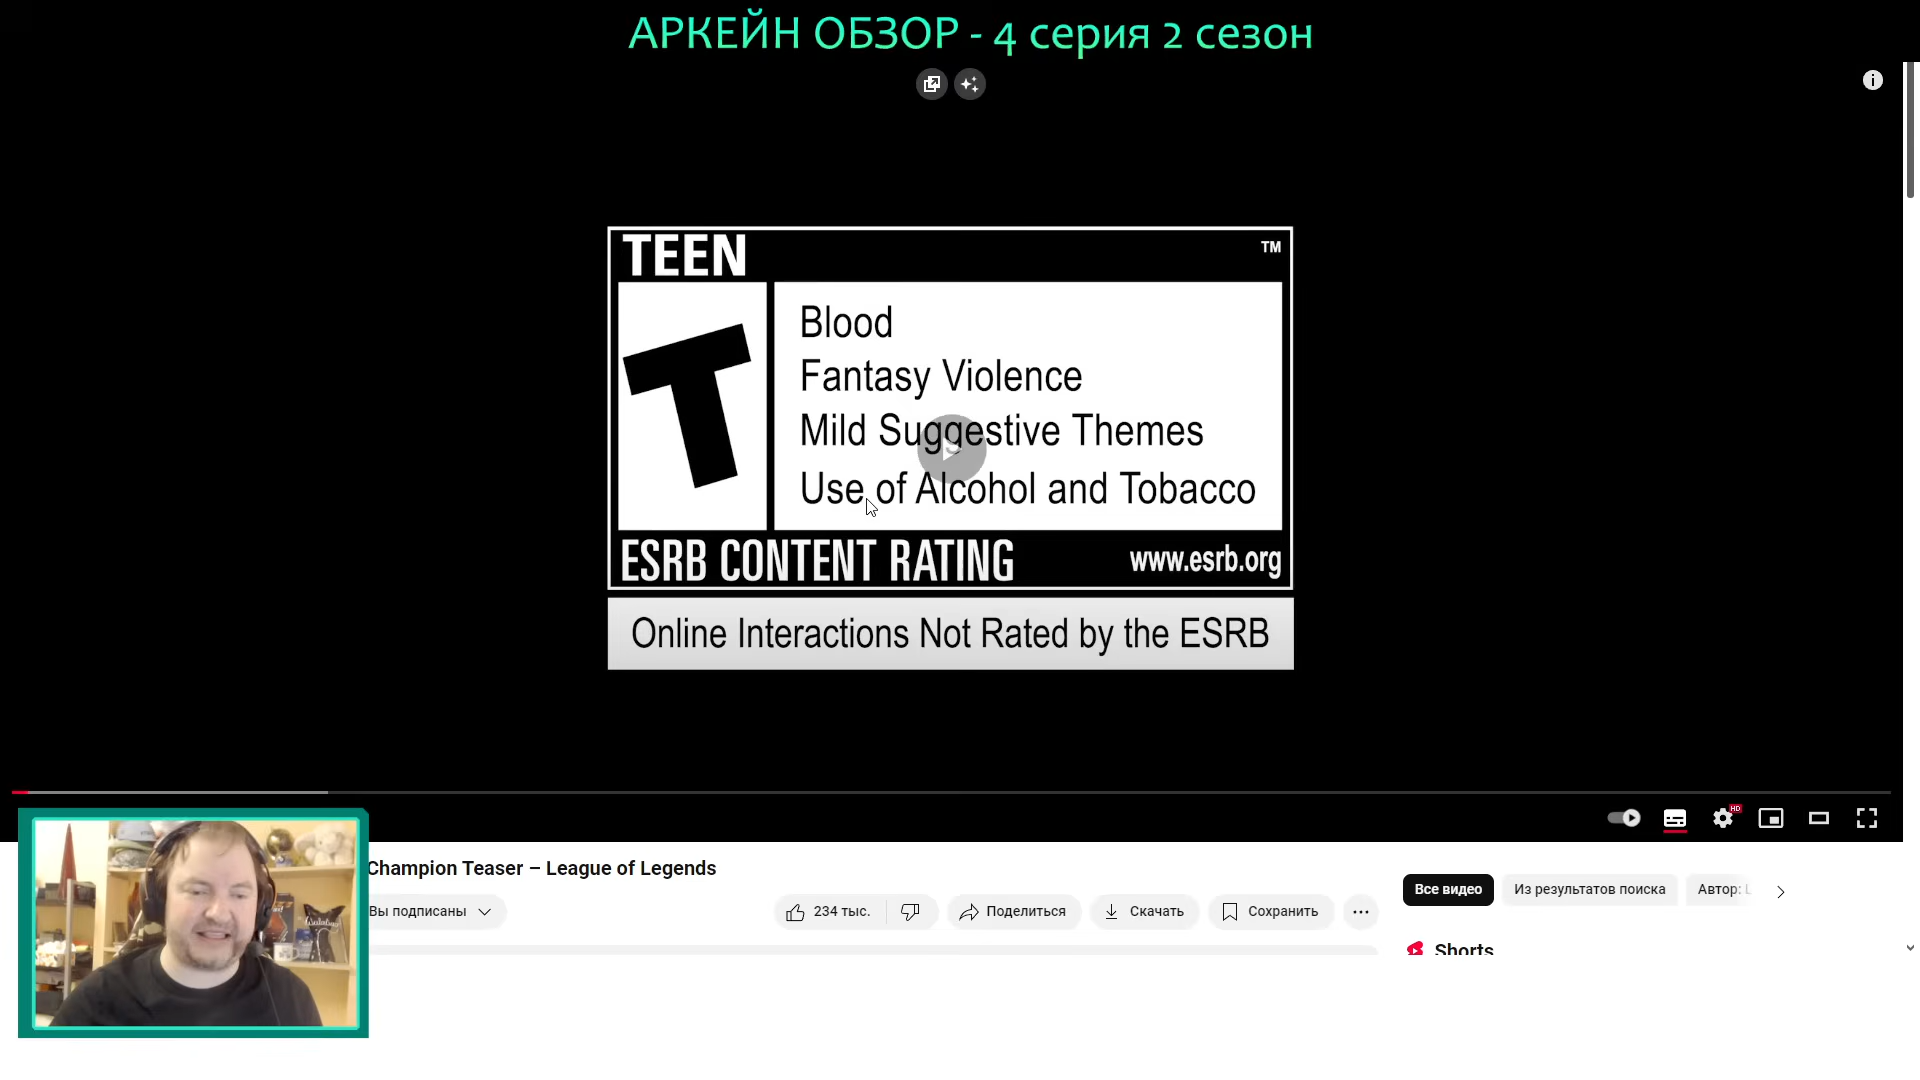 АРКЕЙН ОБЗОР - 4 серия 2 сезон
TEEN
TM
T
Blood
Fantasy Violence
Mild Suggestive Themes
Use of Alcohol and Tobacco
ESRB CONTENT RATING
www.esrb.org
Online Interactions Not Rated by the ESRB
HD
Champion Teaser – League of Legends
Вы подписаны
234 тыс.
Поделиться
Скачать
Сохранить
Все видео
Из результатов поиска
Автор: L
Shorts